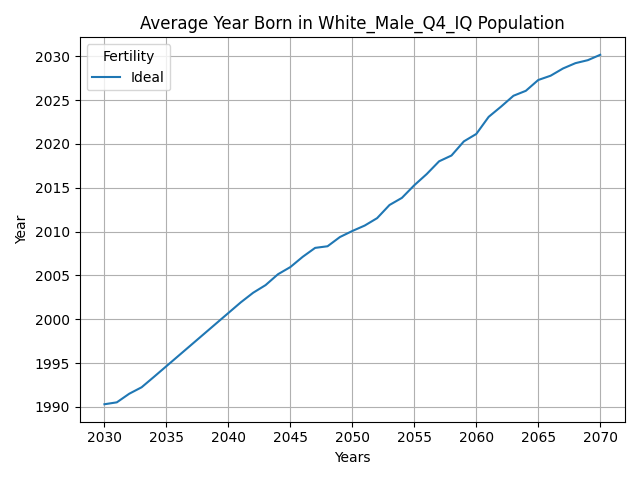 Average Year Born in White_Male_Q4_IQ Population
Fertility
Ideal
Year
2030
2025
2020
2015
2010
2005
2000
1995
1990
2030 2035 2040 2045 2050 2055 2060 2065 2070
Years